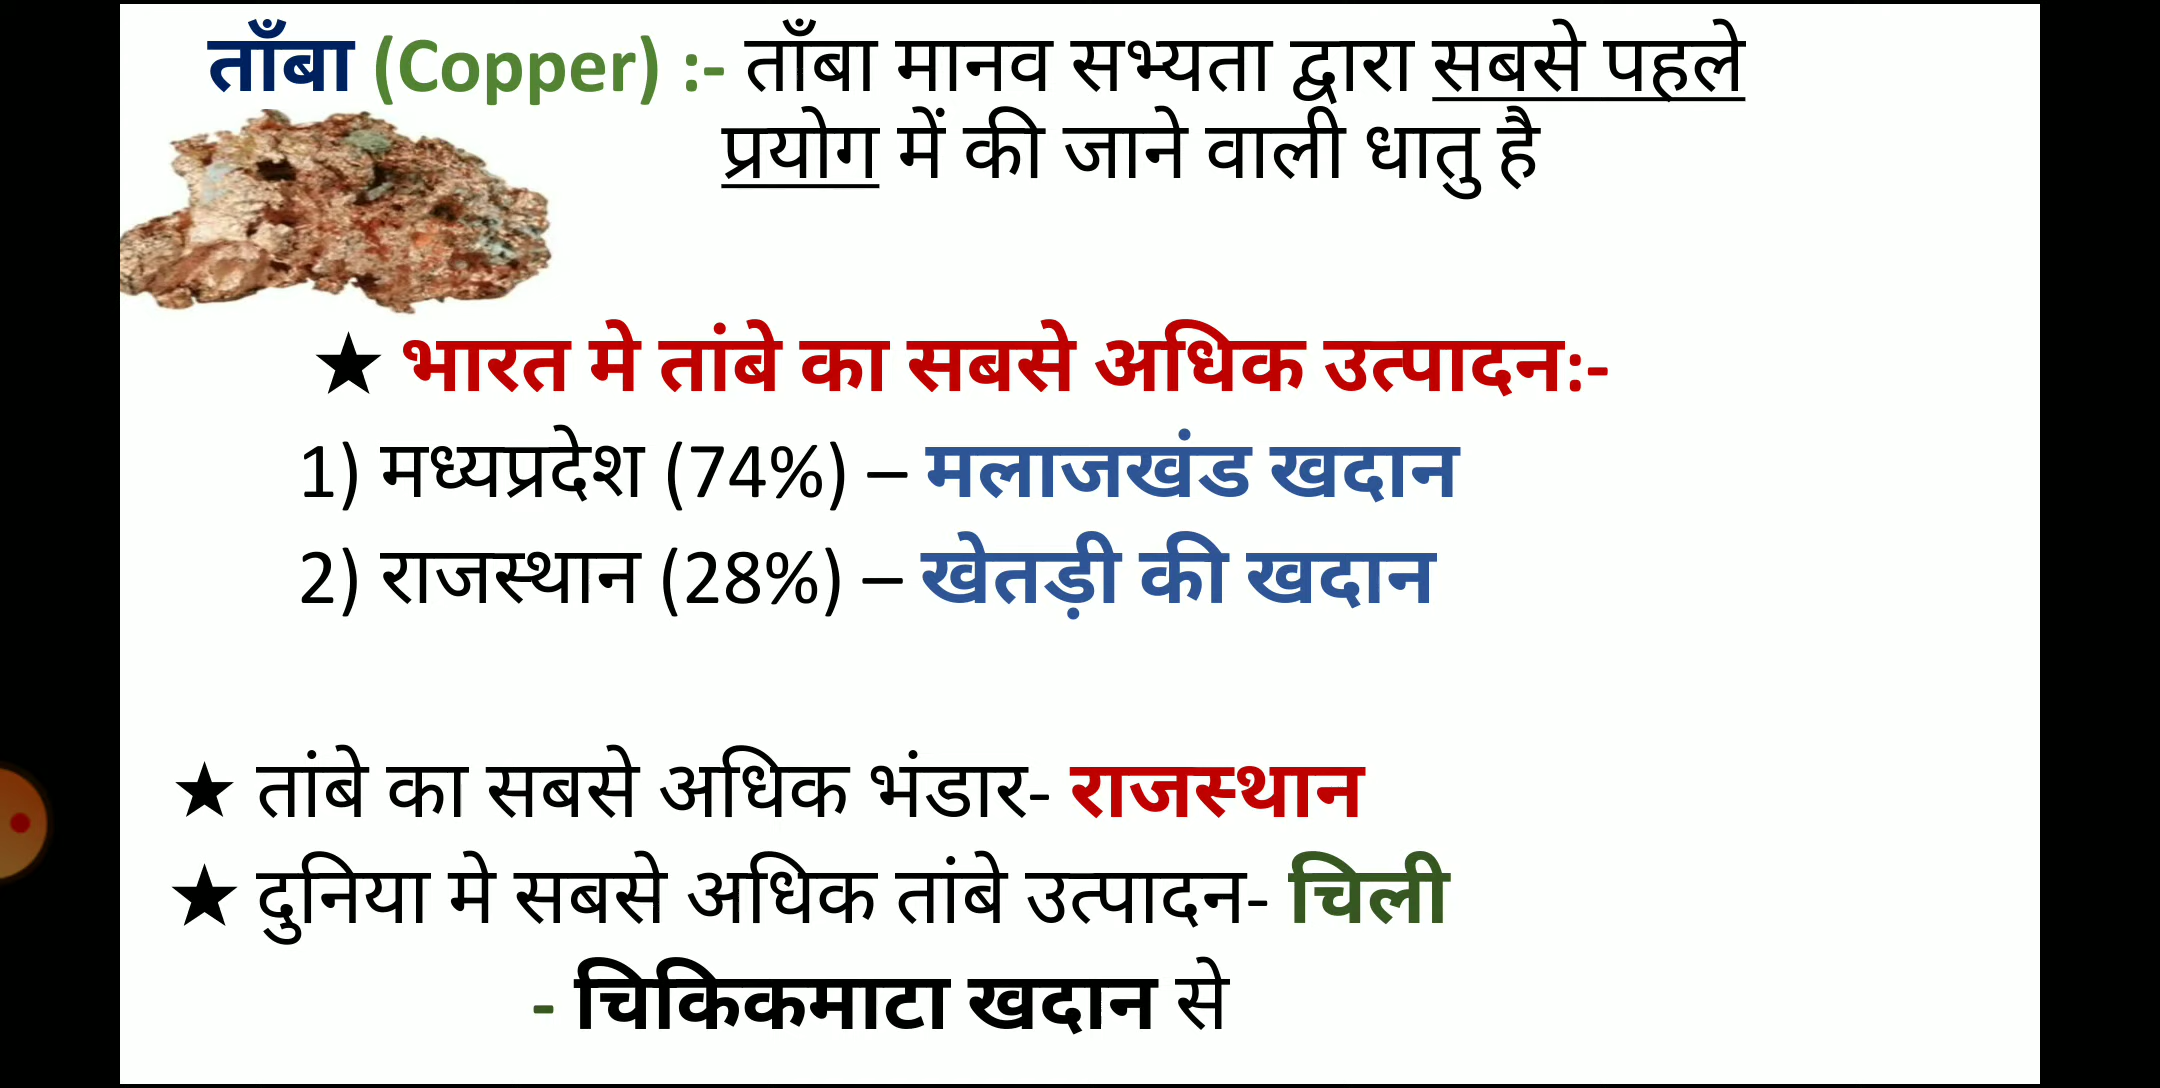 ताँबा (Copper) :- ताँबा मानव सभ्यता द्वारा सबसे पहले
प्रयोग में की जाने वाली धातु है
★ भारत मे तांबे का सबसे अधिक उत्पादन:-
1) मध्यप्रदेश (74%) – मलाजखंड खदान
2) राजस्थान (28%) – खेतड़ी की खदान
★ तांबे का सबसे अधिक भंडार- राजस्थान
★ दुनिया मे सबसे अधिक तांबे उत्पादन- चिली
- चिकिकमाटा खदान से